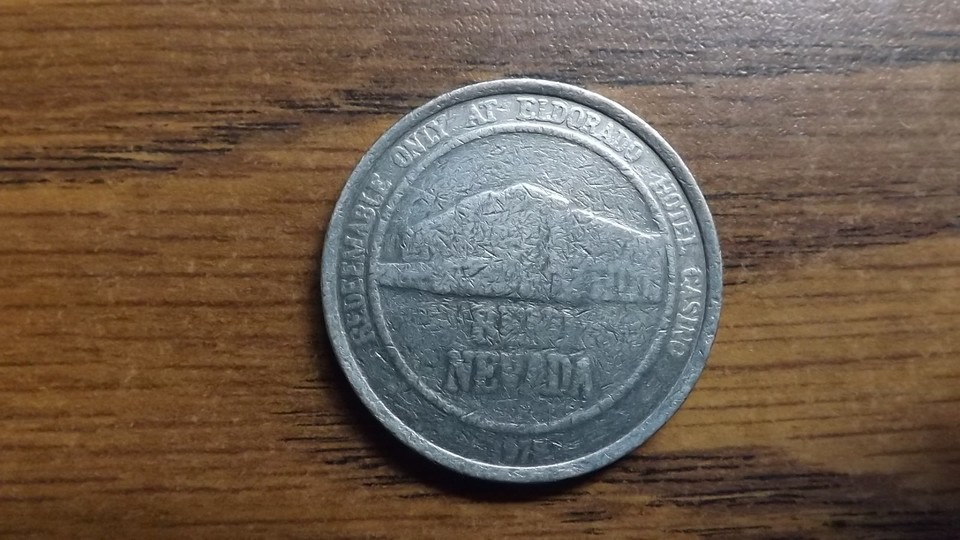 REDEEMABLE ONLY AT ELDORADO HOTEL CASINO
RENO
NEVADA